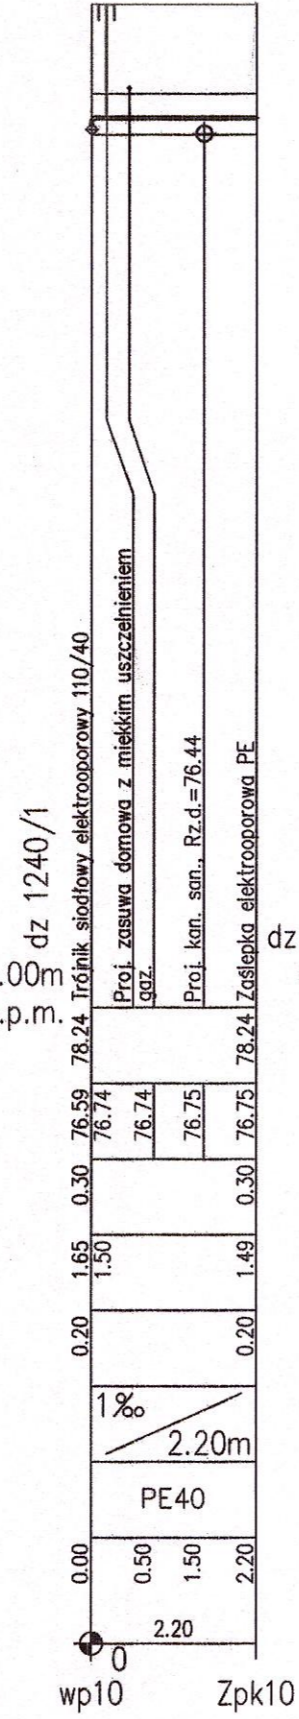 dz 1240/1
.00m
.p.m.
Trójnik siodłowy elektrooporowy 110/40
Proj. zasuwa domowa z miękkim uszczelnieniem
gaz.
Proj. kan. san., Rz.d.=76.44
Zaślepka elektrooporowa PE
dz
78.24
78.24
76.59
76.74
76.74
76.75
76.75
0.30
0.30
1.65
1.50
1.49
0.20
0.20
1‰
2.20m
PE40
0.00
0.50
1.50
2.20
2.20
0
wp10
Zpk10